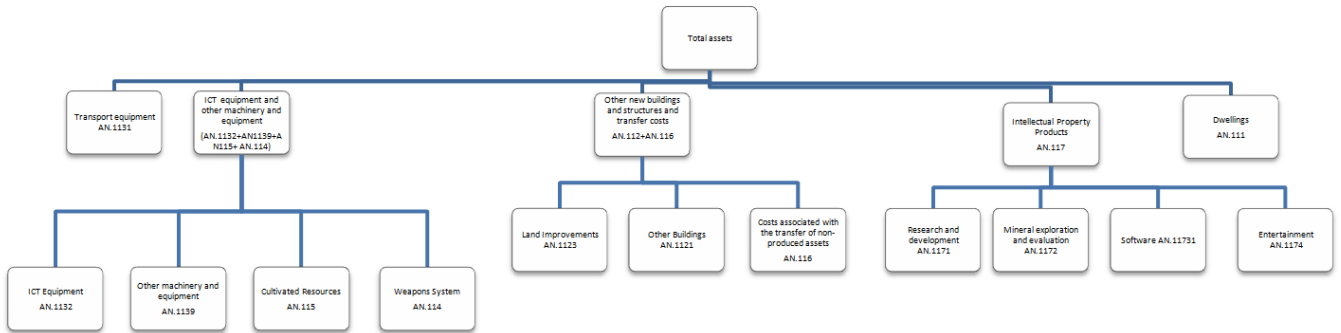 Total assets
Transport equipment
AN.1131
ICT equipment and
other machinery and
equipment
(AN.1132+AN1139+A
N115+ AN.114)
Other new buildings
and structures and
transfer costs
AN.112+AN.116
Intellectual Property
Products
AN.117
Dwellings
AN.111
Land Improvements
AN.1123
Other Buildings
AN.1121
Costs associated with
the transfer of non-
produced assets
AN.116
Research and
development
AN.1171
Mineral exploration
and evaluation
AN.1172
Software AN.11731
Entertainment
AN.1174
ICT Equipment
AN.1132
Other machinery and
equipment
AN.1139
Cultivated Resources
AN.115
Weapons System
AN.114